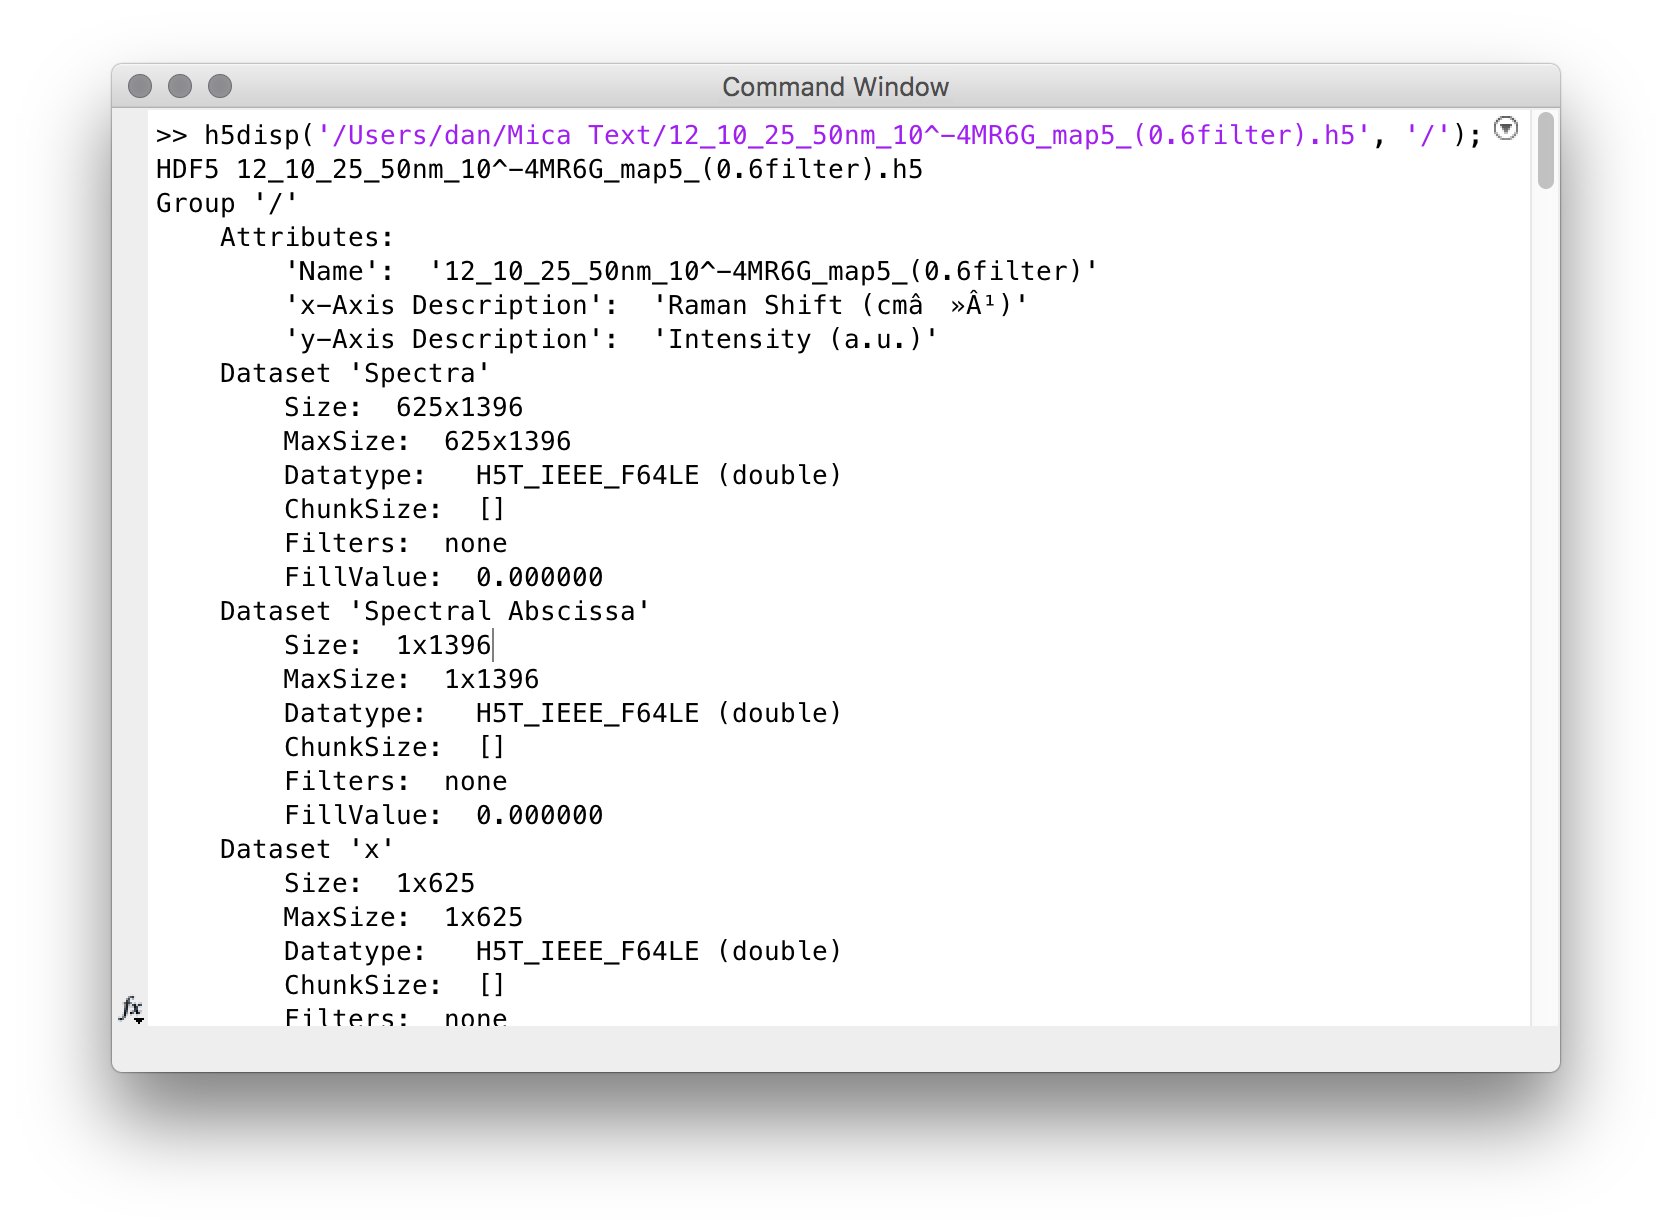 Command Window
>> h5disp('/Users/dan/Mica Text/12_10_25_50nm_10^-4MR6G_map5_(0.6filter).h5', '/');
HDF5 12_10_25_50nm_10^-4MR6G_map5_(0.6filter).h5
Group '/'
    Attributes:
        'Name':  '12_10_25_50nm_10^-4MR6G_map5_(0.6filter)'
        'x-Axis Description':  'Raman Shift (cmâ  »Â¹)'
        'y-Axis Description':  'Intensity (a.u.)'
    Dataset 'Spectra'
        Size:  625x1396
        MaxSize:  625x1396
        Datatype:   H5T_IEEE_F64LE (double)
        ChunkSize:  []
        Filters:  none
        FillValue:  0.000000
    Dataset 'Spectral Abscissa'
        Size:  1x1396
        MaxSize:  1x1396
        Datatype:   H5T_IEEE_F64LE (double)
        ChunkSize:  []
        Filters:  none
        FillValue:  0.000000
    Dataset 'x'
        Size:  1x625
        MaxSize:  1x625
        Datatype:   H5T_IEEE_F64LE (double)
        ChunkSize:  []
        Filters:  none
fx